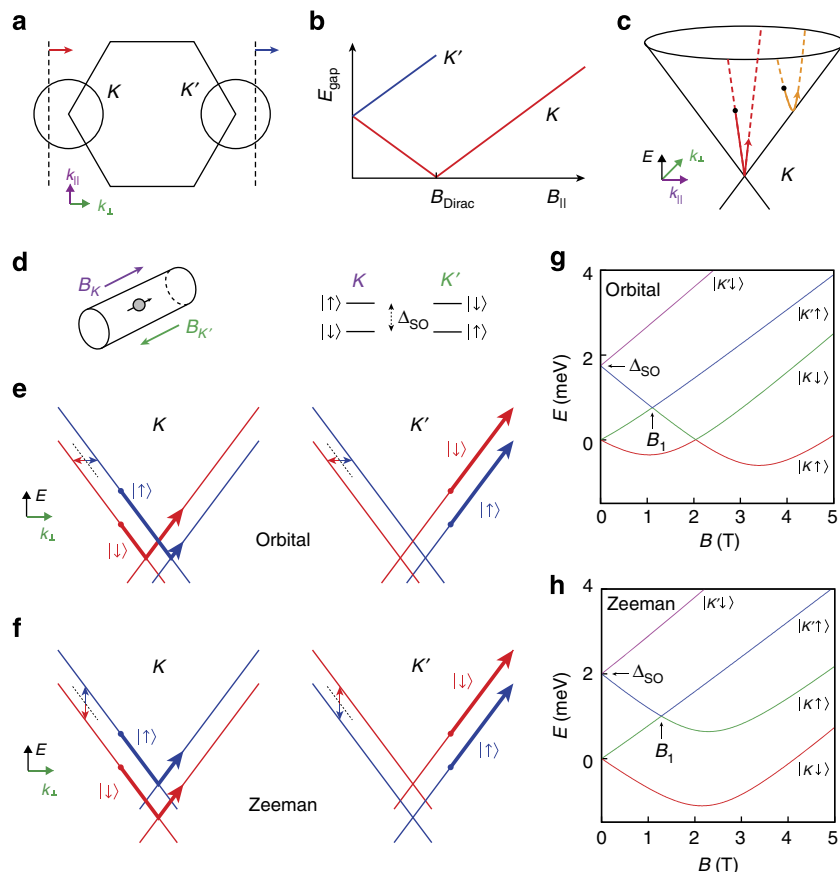 a
K
K′
k||
k⊥
b
Egap
K′
K
BDirac
B||
c
E
k⊥
k||
K
d
BK
BK′
K
K′
|↑⟩
|↓⟩
ΔSO
|↓⟩
|↑⟩
e
K
K′
|↑⟩
|↓⟩
|↓⟩
|↑⟩
E
k⊥
Orbital
f
K
K′
|↑⟩
|↓⟩
|↓⟩
|↑⟩
E
k⊥
Zeeman
g
Orbital
E (meV)
4
2
0
ΔSO
B1
|K′↓⟩
|K′↑⟩
|K↓⟩
|K↑⟩
0 1 2 3 4 5
B (T)
h
Zeeman
E (meV)
4
2
0
ΔSO
B1
|K′↓⟩
|K′↑⟩
|K↑⟩
|K↓⟩
0 1 2 3 4 5
B (T)